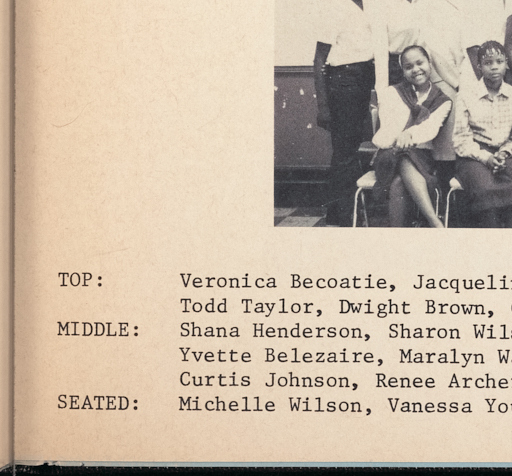 TOP: Veronica Becoatie,
Todd Taylor, Dwight Brown,
MIDDLE: Shana Henderson, Sharon
Yvette Belezaire, Maralyn
Curtis Johnson, Renee
SEATED: Michelle Wilson, Vanessa